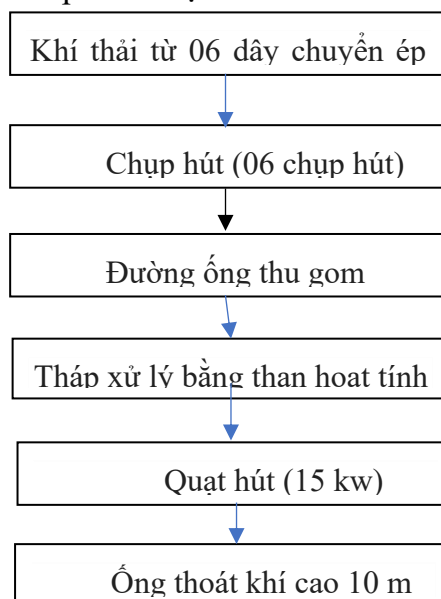 Khí thải từ 06 dây chuyển ép
Chụp hút (06 chụp hút)
Đường ống thu gom
Tháp xử lý bằng than hoạt tính
Quạt hút (15 kw)
Ống thoát khí cao 10 m